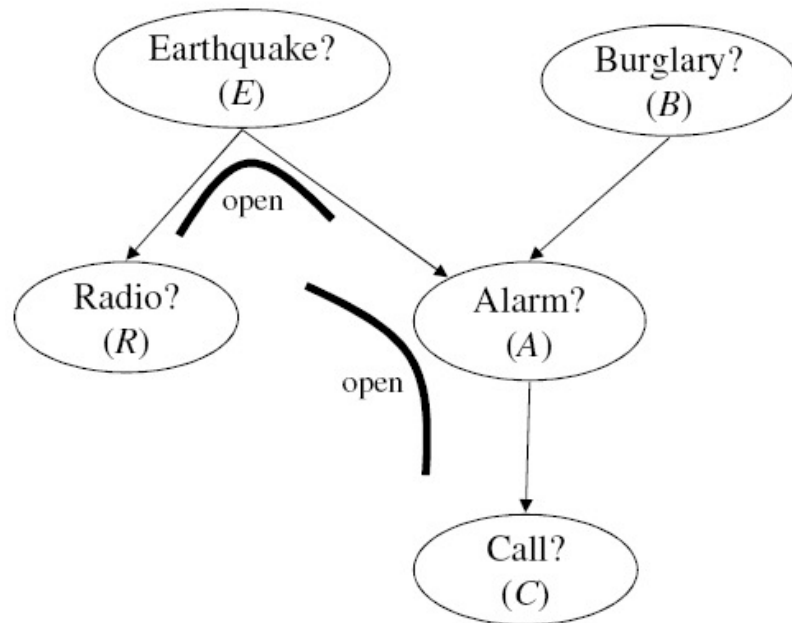 Earthquake?
(E)
Burglary?
(B)
open
Radio?
(R)
Alarm?
(A)
open
Call?
(C)